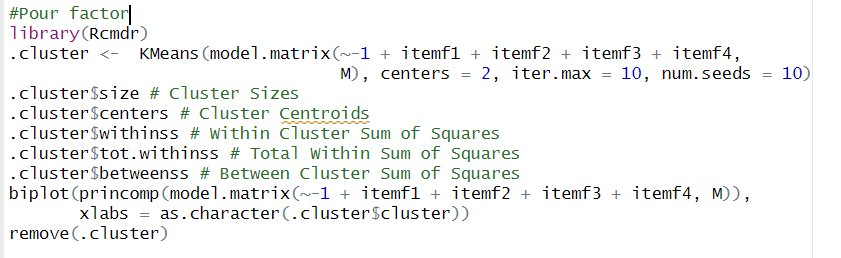 #Pour factor
library(Rcmdr)
.cluster <-  KMeans(model.matrix(~-1 + itemf1 + itemf2 + itemf3 + itemf4,
M), centers = 2, iter.max = 10, num.seeds = 10)
.cluster$size # Cluster Sizes
.cluster$centers # Cluster Centroids
.cluster$withinss # Within Cluster Sum of Squares
.cluster$tot.withinss # Total Within Sum of Squares
.cluster$betweenss # Between Cluster Sum of Squares
biplot(princomp(model.matrix(~-1 + itemf1 + itemf2 + itemf3 + itemf4, M)),
xlabs = as.character(.cluster$cluster))
remove(.cluster)